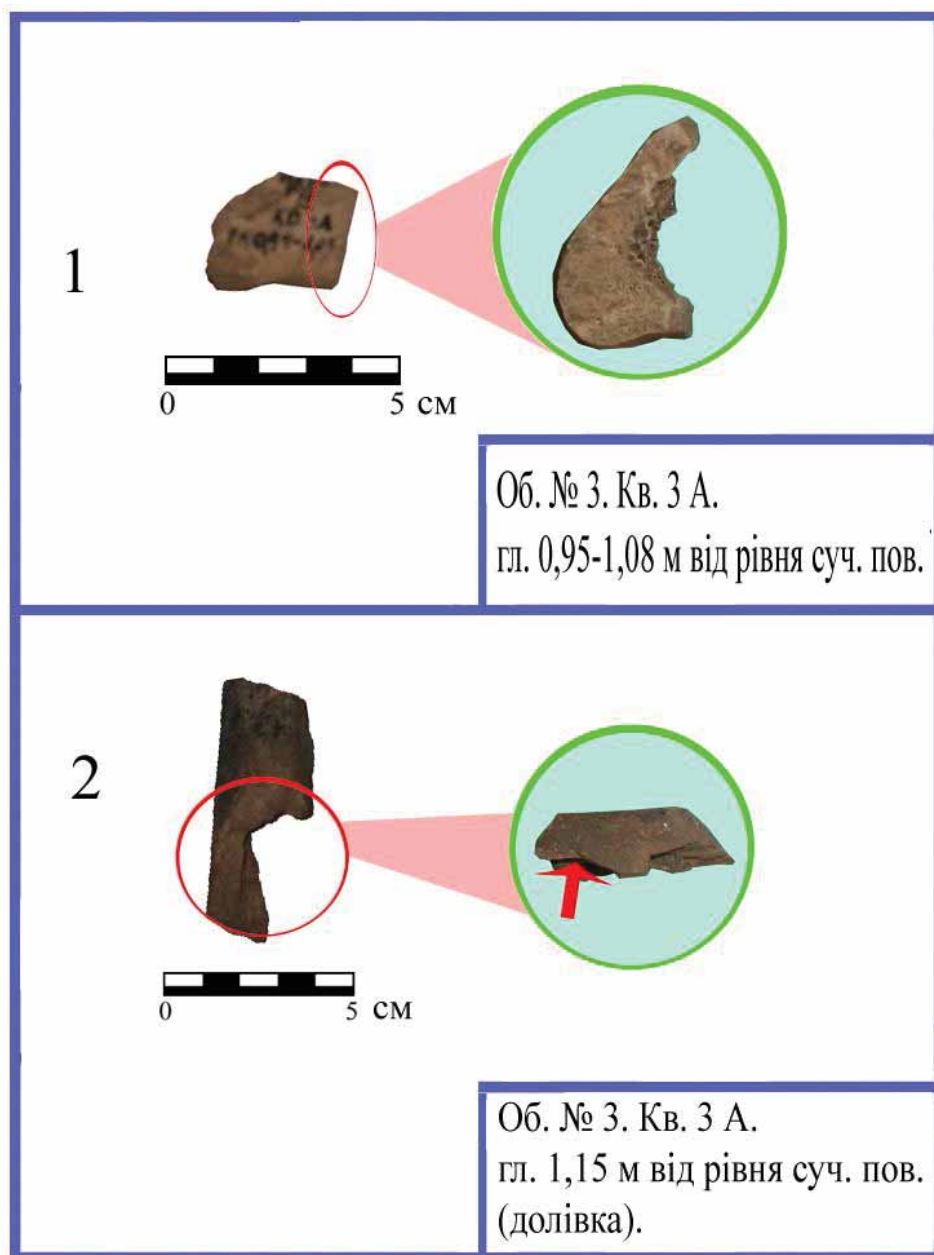 1
0 5 см
Об. № 3. Кв. 3 А.
гл. 0,95-1,08 м від рівня суч. пов.
2
0 5 см
Об. № 3. Кв. 3 А.
гл. 1,15 м від рівня суч. пов.
(долівка).